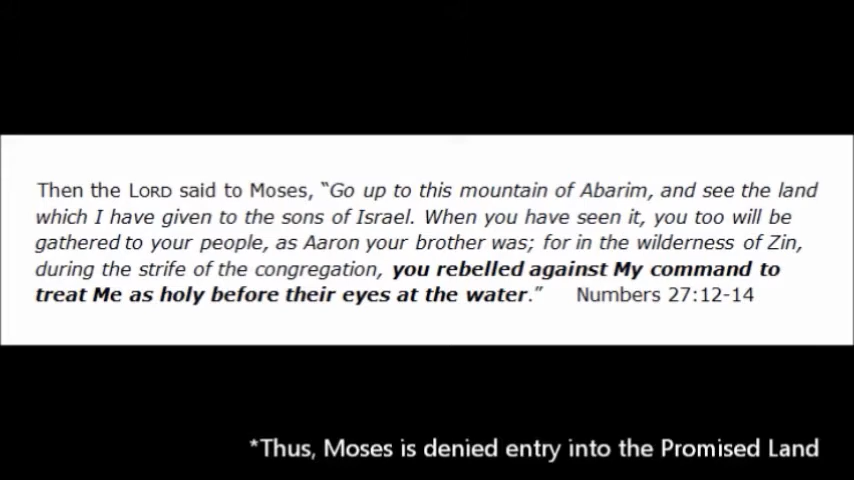 Then the LORD said to Moses, “Go up to this mountain of Abarim, and see the land
which I have given to the sons of Israel. When you have seen it, you too will be
gathered to your people, as Aaron your brother was; for in the wilderness of Zin,
during the strife of the congregation, you rebelled against My command to
treat Me as holy before their eyes at the water.” Numbers 27:12-14
*Thus, Moses is denied entry into the Promised Land